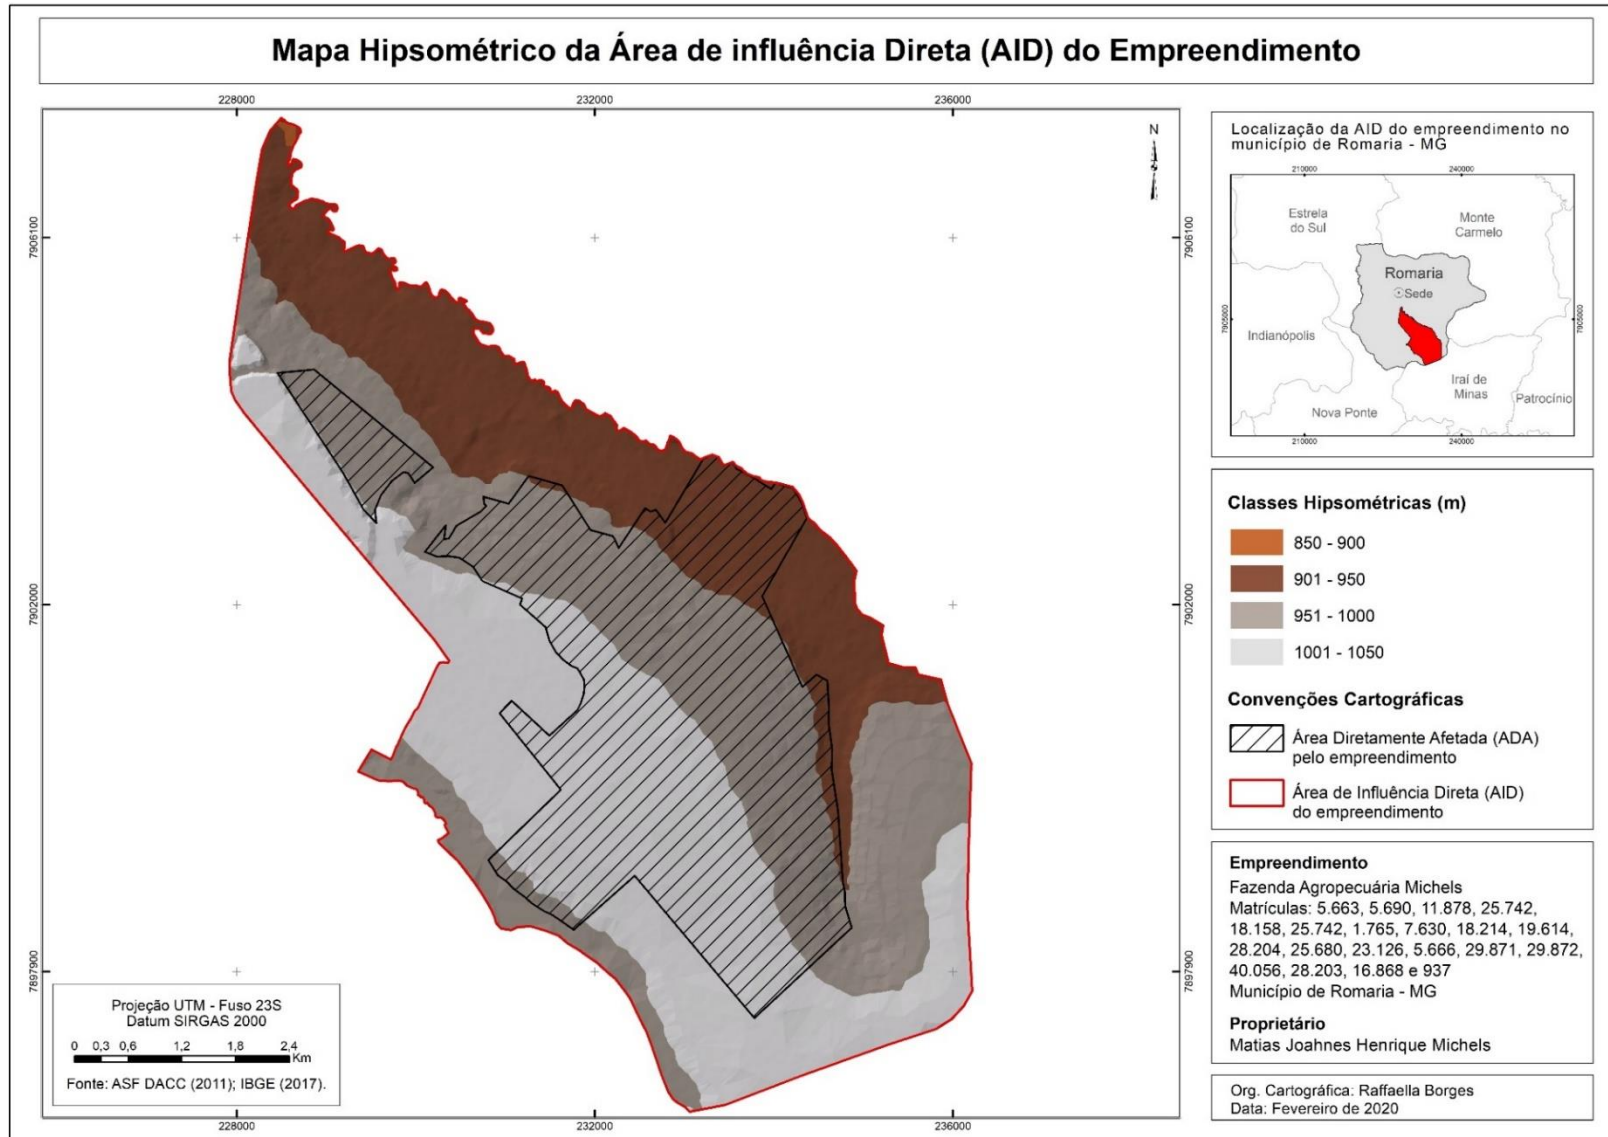 Mapa Hipsométrico da Área de influência Direta (AID) do Empreendimento
228000
232000
236000
7906100
7902000
7897900
7906100
7902000
7897900
228000
232000
236000
N
Projeção UTM - Fuso 23S
Datum SIRGAS 2000
0 0,3 0,6 1,2 1,8 2,4
Km
Fonte: ASF DACC (2011); IBGE (2017).
Localização da AID do empreendimento no
município de Romaria - MG
210000
240000
7905000
7905000
Estrela
do Sul
Monte
Carmelo
Romaria
Sede
Indianópolis
Iraí de
Minas
Patrocínio
Nova Ponte
210000
240000
Classes Hipsométricas (m)
850 - 900
901 - 950
951 - 1000
1001 - 1050
Convenções Cartográficas
Área Diretamente Afetada (ADA)
pelo empreendimento
Área de Influência Direta (AID)
do empreendimento
Empreendimento
Fazenda Agropecuária Michels
Matrículas: 5.663, 5.690, 11.878, 25.742,
18.158, 25.742, 1.765, 7.630, 18.214, 19.614,
28.204, 25.680, 23.126, 5.666, 29.871, 29.872,
40.056, 28.203, 16.868 e 937
Município de Romaria - MG
Proprietário
Matias Joahnes Henrique Michels
Org. Cartográfica: Raffaella Borges
Data: Fevereiro de 2020